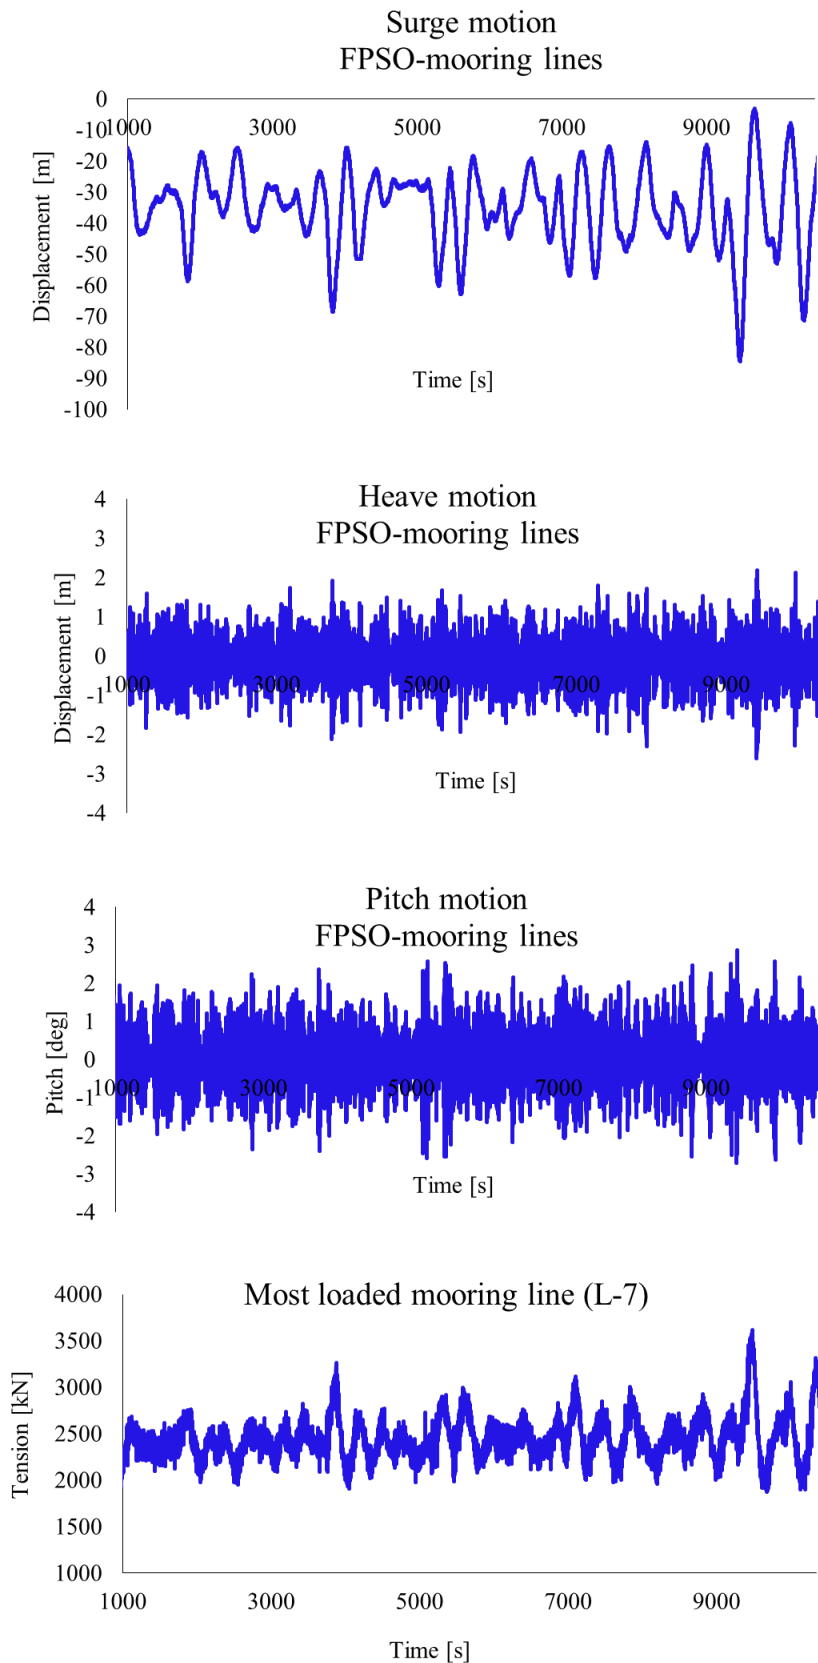 Surge motion
FPSO-mooring lines
0
-10
-20
-30
-40
-50
-60
-70
-80
-90
-100
1000 3000 5000 7000 9000
Displacement [m]
Time [s]
Heave motion
FPSO-mooring lines
4
3
2
1
0
-1
-2
-3
-4
1000 3000 5000 7000 9000
Displacement [m]
Time [s]
Pitch motion
FPSO-mooring lines
4
3
2
1
0
-1
-2
-3
-4
1000 3000 5000 7000 9000
Pitch [deg]
Time [s]
Most loaded mooring line (L-7)
4000
3500
3000
2500
2000
1500
1000
Tension [kN]
1000 3000 5000 7000 9000
Time [s]